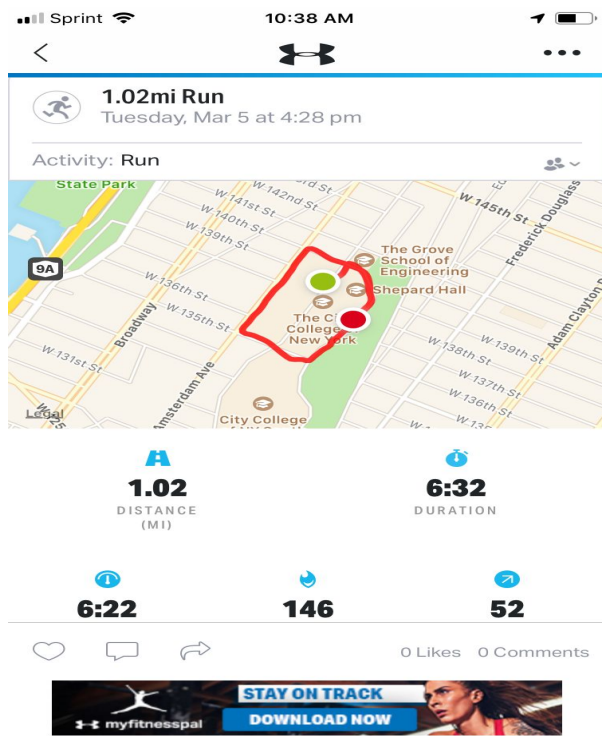 Sprint 10:38 AM
1.02mi Run
Tuesday, Mar 5 at 4:28 pm
Activity: Run
State Park
W 142nd St
W 141st St
W 140th St
W 139th St
W 145th St
Frederick Douglass
The Grove
School of
Engineering
9A
Shepard Hall
W 136th St
W 135th St
Broadway
College
New York
Adam Clayton
W 139th St
W 138th St
W 137th St
W 136th St
W 131st St
Amsterdam Ave
Legal
City College
1.02
DISTANCE
(MI)
6:32
DURATION
6:22 146 52
0 Likes 0 Comments
myfitnesspal
STAY ON TRACK
DOWNLOAD NOW